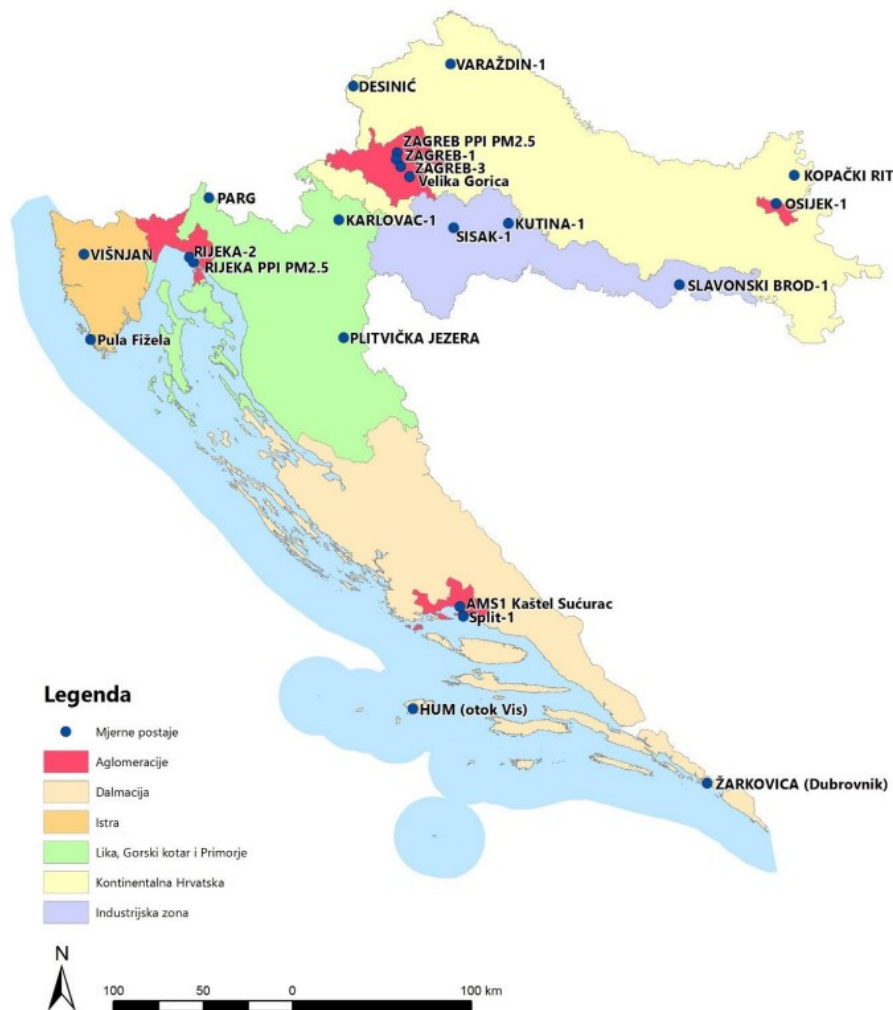 VARAŽDIN-1
DESINIĆ
ZAGREB PPI PM2.5
ZAGREB-1
ZAGREB-3
Velika Gorica
KOPAČKI RIT
PARG
OSIJEK-1
KARLOVAC-1
KUTINA-1
SISAK-1
VIŠNJAN
RIJEKA-2
RIJEKA PPI PM2.5
SLAVONSKI BROD-1
Pula Fižela
PLITVIČKA JEZERA
AMS1 Kaštel Sućurac
Split-1
HUM (otok Vis)
ŽARKOVICA (Dubrovnik)
Legenda
Mjerne postaje
Aglomeracije
Dalmacija
Istra
Lika, Gorski kotar i Primorje
Kontinentalna Hrvatska
Industrijska zona
N
100 50 0 100 km